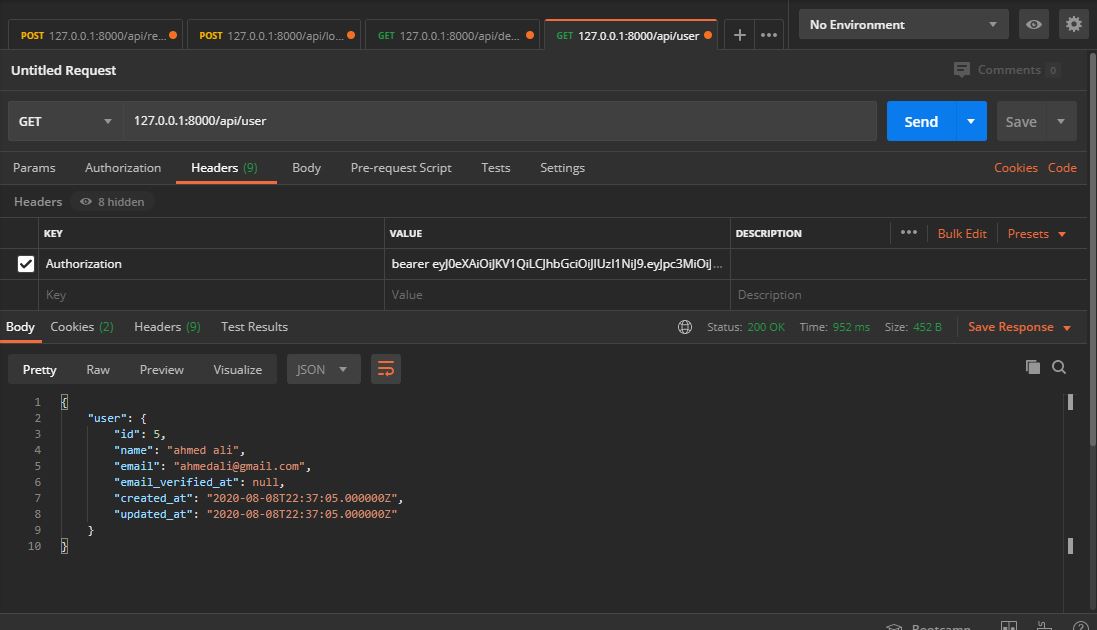 POST 127.0.0.1:8000/api/re... POST 127.0.0.1:8000/api/lo... GET 127.0.0.1:8000/api/de... GET 127.0.0.1:8000/api/user + ••• No Environment
Untitled Request Comments 0
GET 127.0.0.1:8000/api/user Send Save
Params Authorization Headers (9) Body Pre-request Script Tests Settings Cookies Code
Headers 8 hidden
KEY VALUE DESCRIPTION ••• Bulk Edit Presets
Authorization bearer eyJ0eXAiOiJKV1QiLCJhbGciOiJIUzI1NiJ9.eyJpc3MiOiJ...
Key Value Description
Body Cookies (2) Headers (9) Test Results Status: 200 OK Time: 952 ms Size: 452 B Save Response
Pretty Raw Preview Visualize JSON
1 {
2 "user": {
3 "id": 5,
4 "name": "ahmed ali",
5 "email": "ahmedali@gmail.com",
6 "email_verified_at": null,
7 "created_at": "2020-08-08T22:37:05.000000Z",
8 "updated_at": "2020-08-08T22:37:05.000000Z"
9 }
10 }
Bootcamp